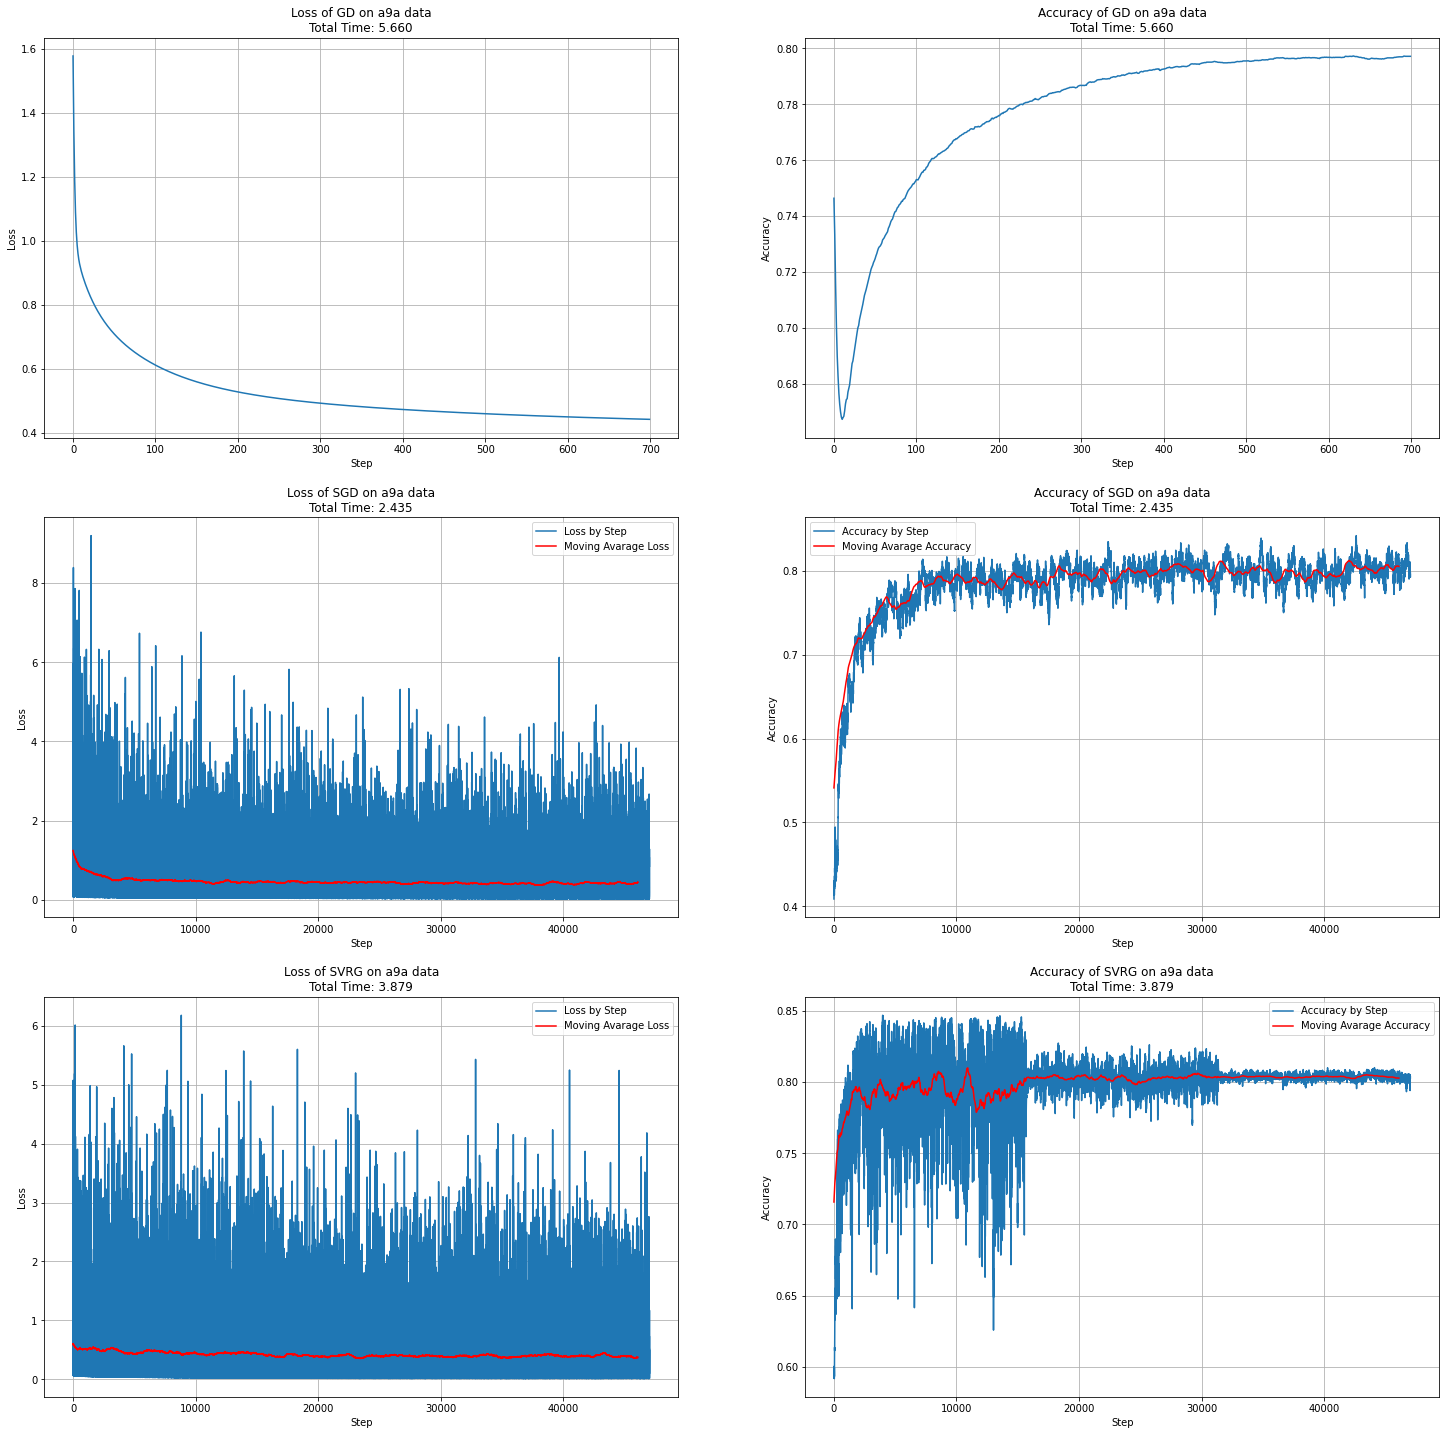 Loss of GD on a9a data
Total Time: 5.660
1.6
1.4
1.2
1.0
0.8
0.6
0.4
Loss
0 100 200 300 400 500 600 700
Step
Accuracy of GD on a9a data
Total Time: 5.660
0.80
0.78
0.76
0.74
0.72
0.70
0.68
Accuracy
0 100 200 300 400 500 600 700
Step
Loss of SGD on a9a data
Total Time: 2.435
Loss by Step
Moving Avarage Loss
8
6
4
2
0
Loss
0 10000 20000 30000 40000
Step
Accuracy of SGD on a9a data
Total Time: 2.435
Accuracy by Step
Moving Avarage Accuracy
0.8
0.7
0.6
0.5
0.4
Accuracy
0 10000 20000 30000 40000
Step
Loss of SVRG on a9a data
Total Time: 3.879
Loss by Step
Moving Avarage Loss
6
5
4
3
2
1
0
Loss
0 10000 20000 30000 40000
Step
Accuracy of SVRG on a9a data
Total Time: 3.879
Accuracy by Step
Moving Avarage Accuracy
0.85
0.80
0.75
0.70
0.65
0.60
Accuracy
0 10000 20000 30000 40000
Step